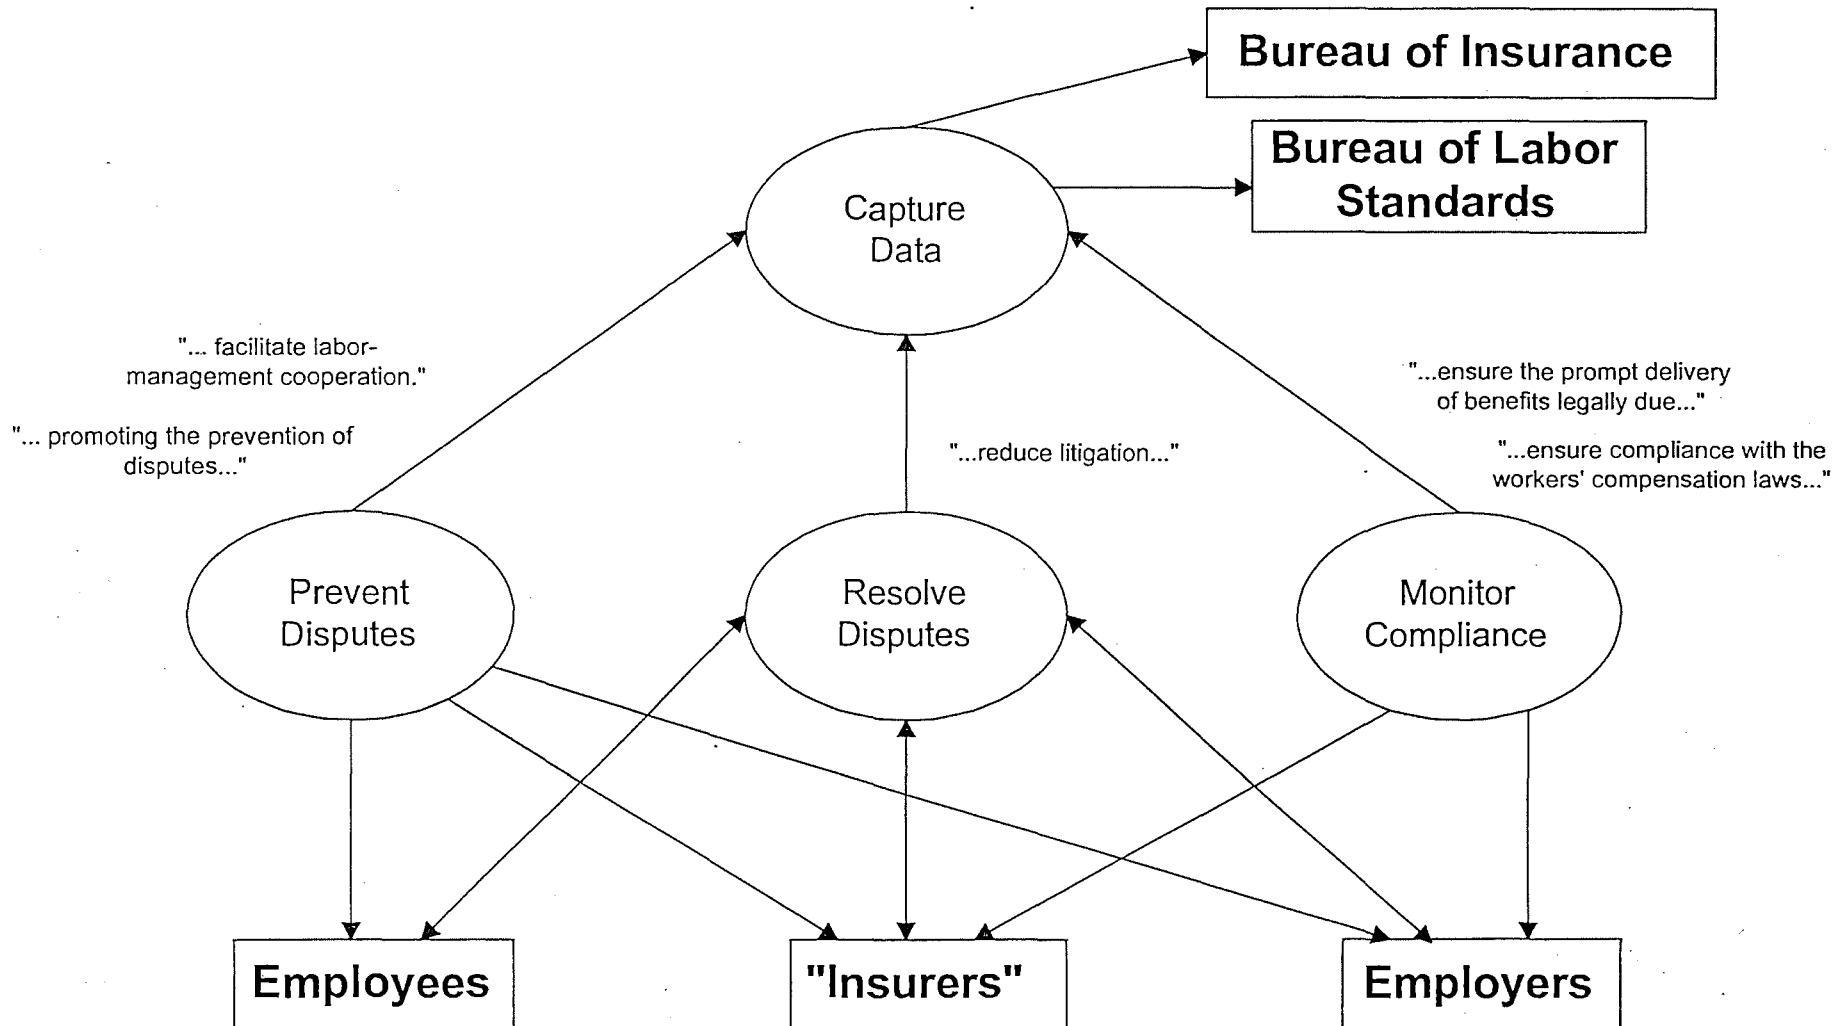 Bureau of Insurance
Bureau of Labor
Standards
Capture
Data
"... facilitate labor-
management cooperation."
"... promoting the prevention of
disputes..."
"...reduce litigation..."
"...ensure the prompt delivery
of benefits legally due..."
"...ensure compliance with the
workers' compensation laws..."
Prevent
Disputes
Resolve
Disputes
Monitor
Compliance
Employees
"Insurers"
Employers